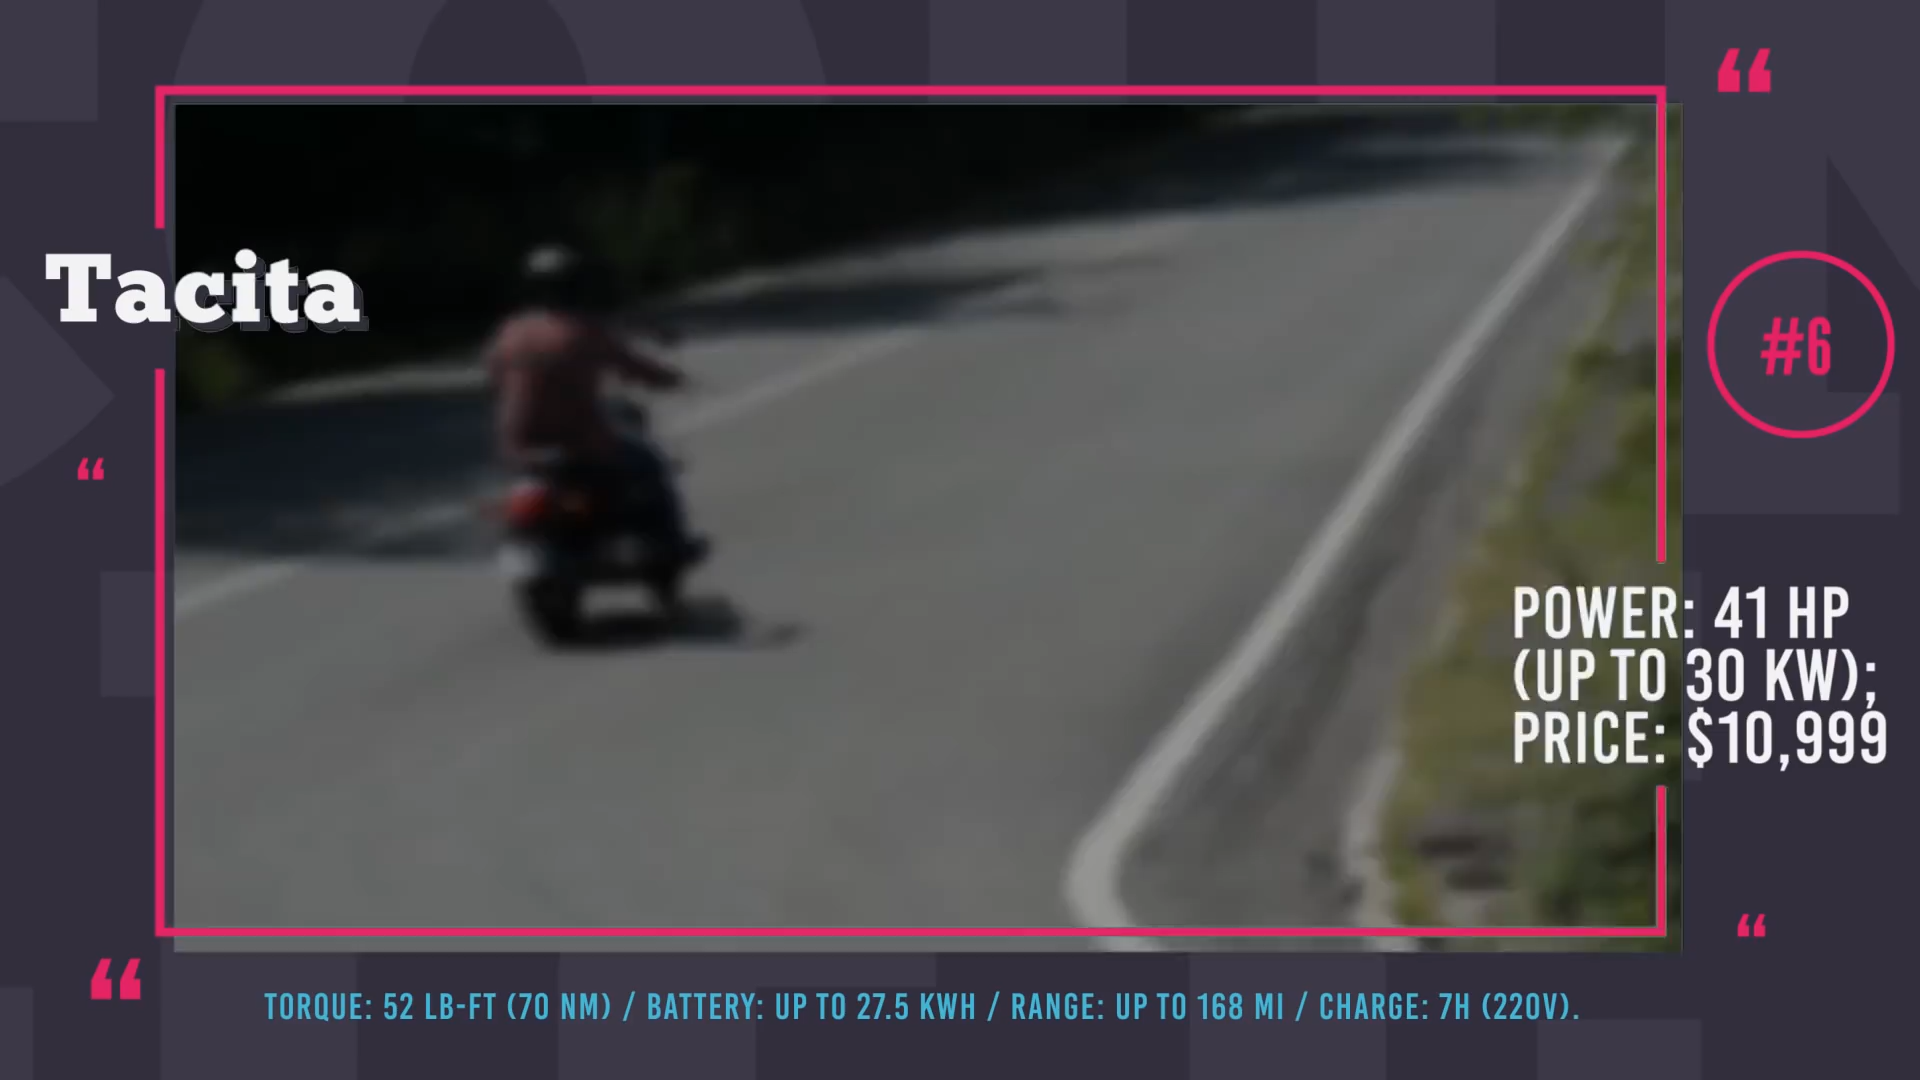 Tacita
#6
POWER: 41 HP
(UP TO 30 KW);
PRICE: $10,999
TORQUE: 52 LB-FT (70 NM) / BATTERY: UP TO 27.5 KWH / RANGE: UP TO 168 MI / CHARGE: 7H (220V).